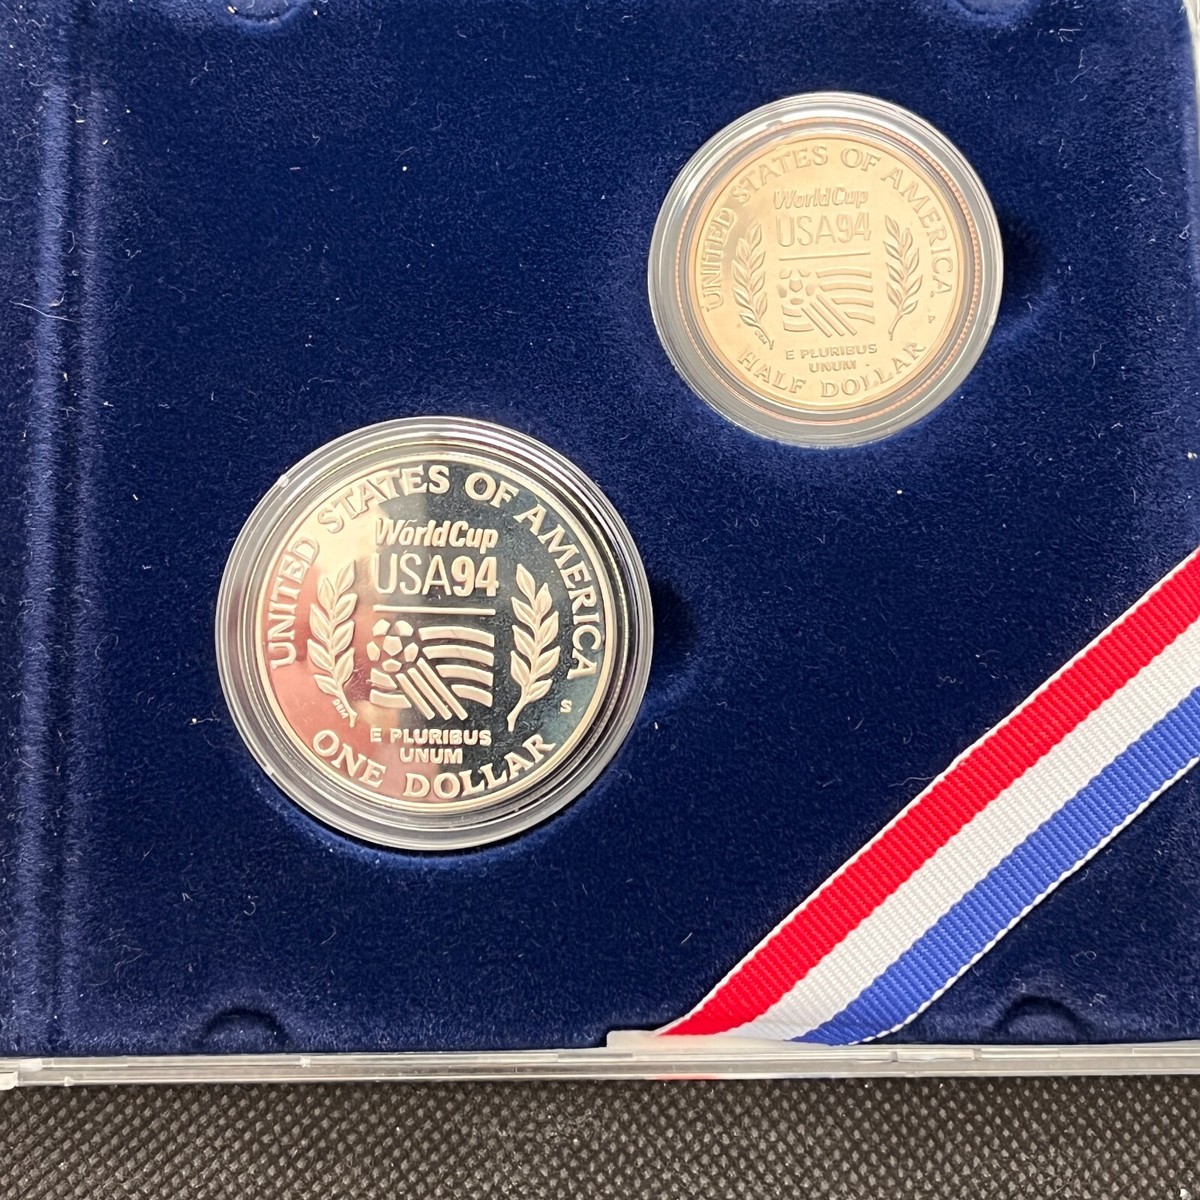 UNITED STATES OF AMERICA
WorldCup
USA94
E PLURIBUS
UNUM
P
HALF DOLLAR
UNITED STATES OF AMERICA
WorldCup
USA94
S
E PLURIBUS
UNUM
ONE DOLLAR